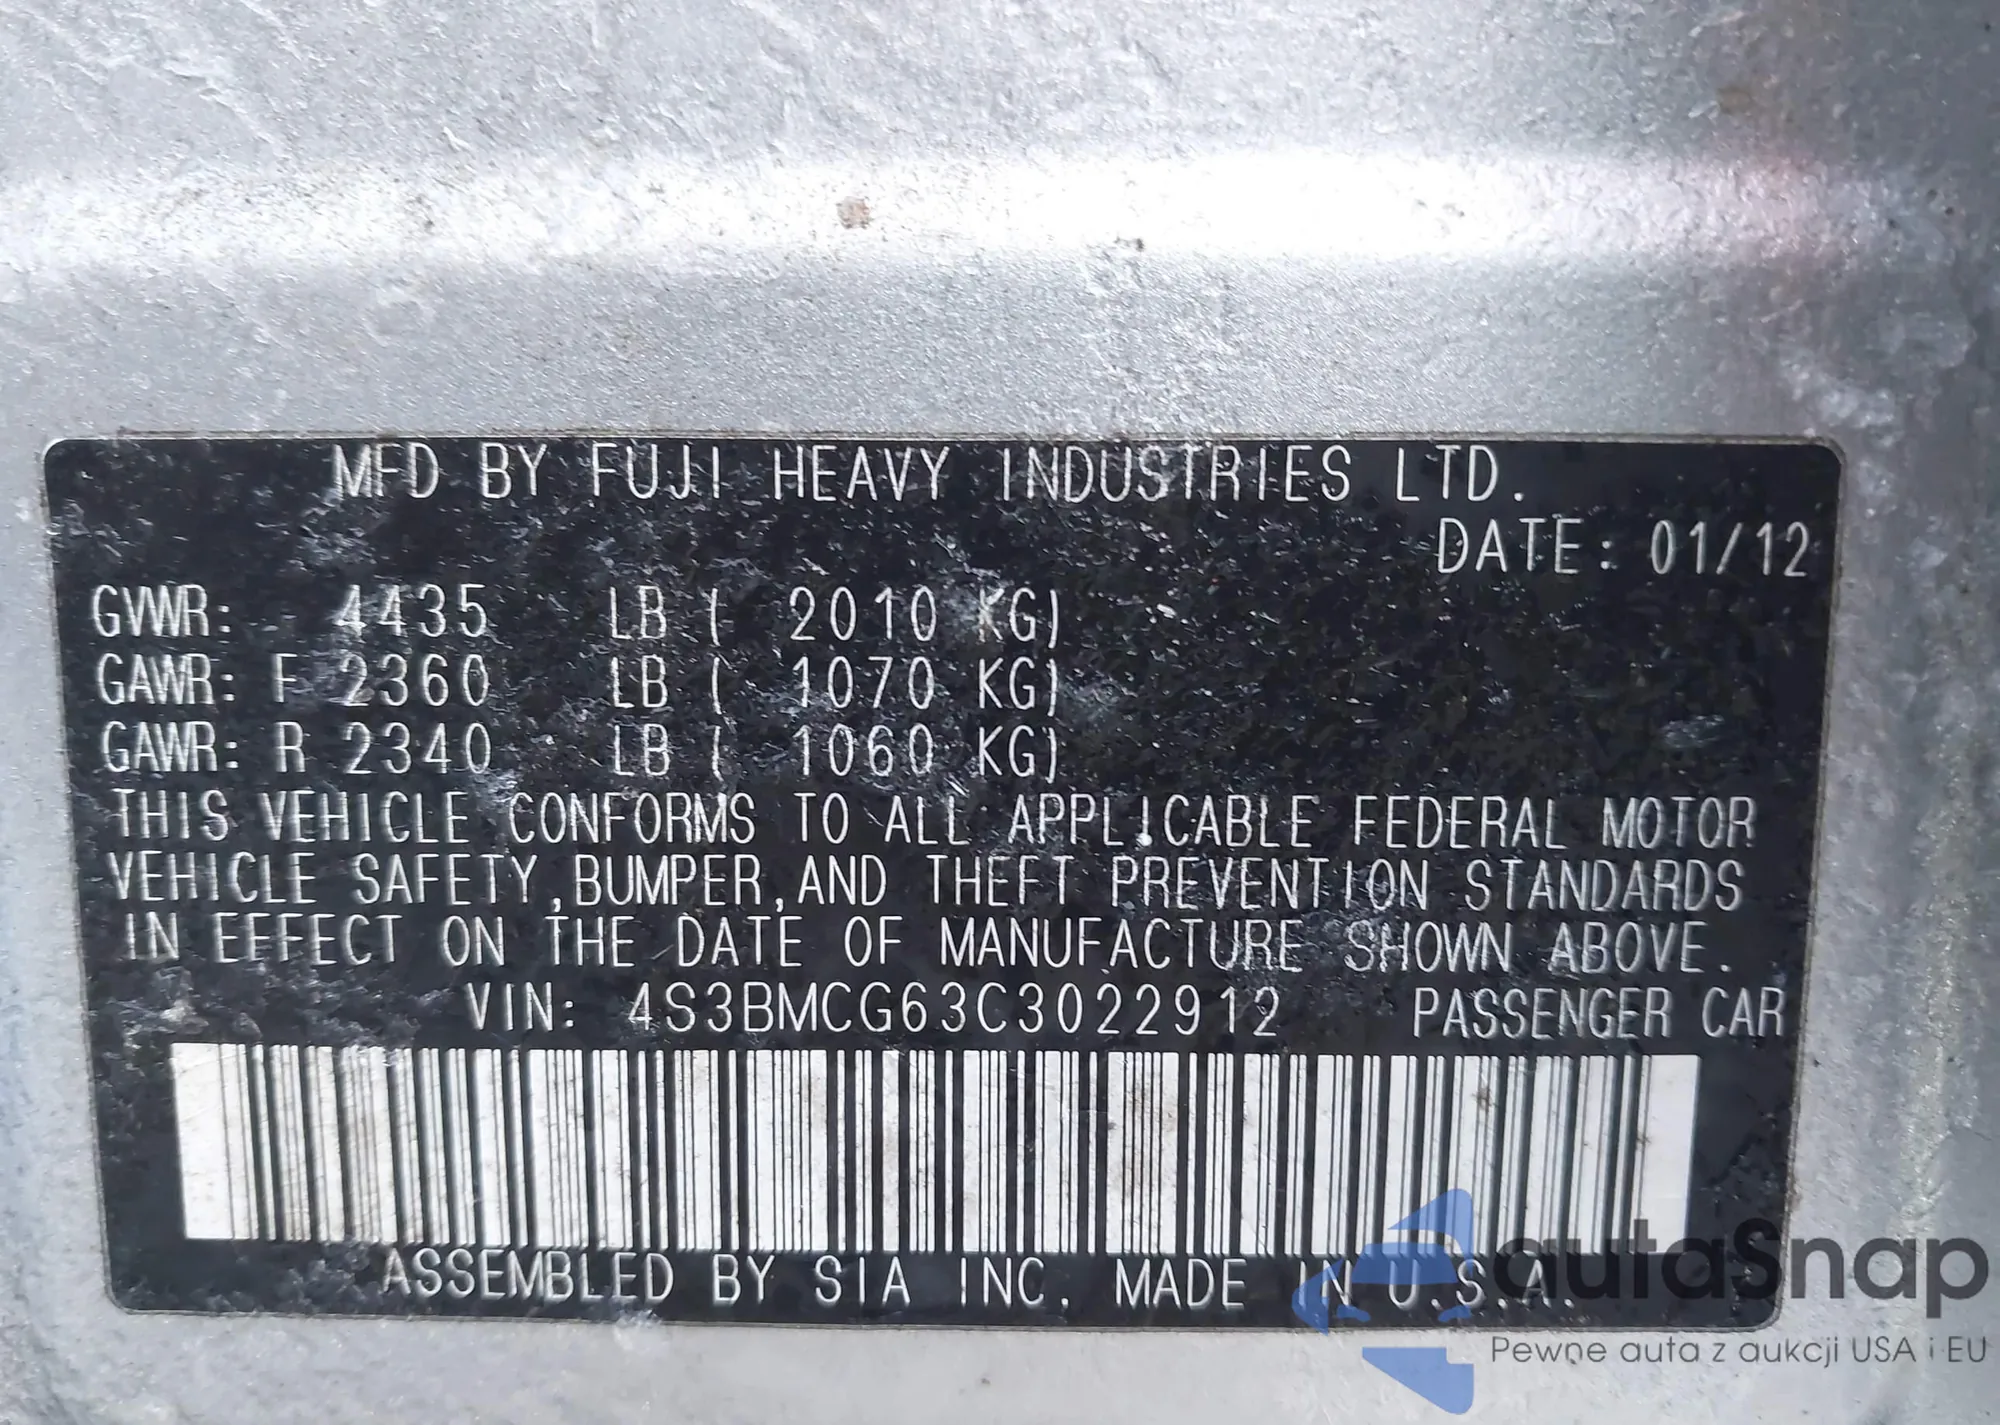 MFD BY FUJI HEAVY INDUSTRIES LTD.
DATE: 01/12
GVWR: 4435 LB ( 2010 KG)
GAWR: F 2360 LB ( 1070 KG)
GAWR: R 2340 LB ( 1060 KG)
THIS VEHICLE CONFORMS TO ALL APPLICABLE FEDERAL MOTOR
VEHICLE SAFETY,BUMPER,AND THEFT PREVENTION STANDARDS
IN EFFECT ON THE DATE OF MANUFACTURE SHOWN ABOVE.
VIN: 4S3BMCG63C3022912 PASSENGER CAR
ASSEMBLED BY SIA INC. MADE IN U.S.A.
autaSnap
Pewne auta z aukcji USA i EU